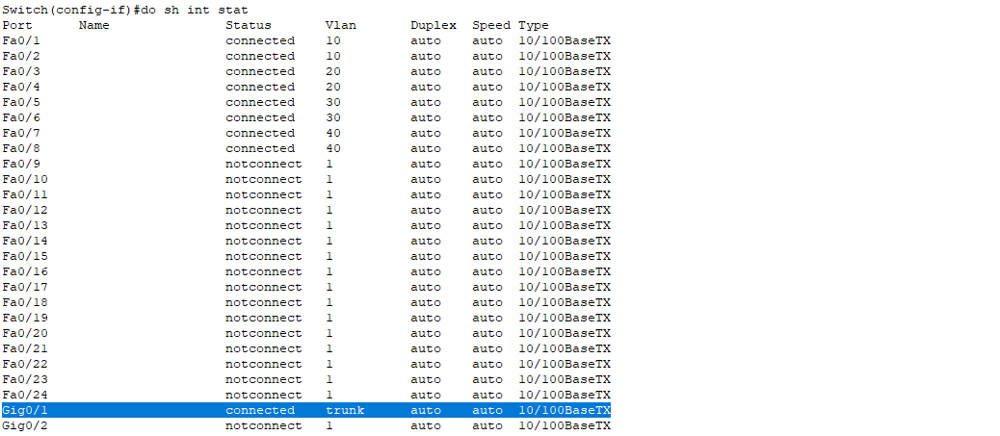 Switch(config-if)#do sh int stat
Port      Name               Status       Vlan       Duplex  Speed Type
Fa0/1                        connected    10         auto    auto  10/100BaseTX
Fa0/2                        connected    10         auto    auto  10/100BaseTX
Fa0/3                        connected    20         auto    auto  10/100BaseTX
Fa0/4                        connected    20         auto    auto  10/100BaseTX
Fa0/5                        connected    30         auto    auto  10/100BaseTX
Fa0/6                        connected    30         auto    auto  10/100BaseTX
Fa0/7                        connected    40         auto    auto  10/100BaseTX
Fa0/8                        connected    40         auto    auto  10/100BaseTX
Fa0/9                        notconnect   1          auto    auto  10/100BaseTX
Fa0/10                       notconnect   1          auto    auto  10/100BaseTX
Fa0/11                       notconnect   1          auto    auto  10/100BaseTX
Fa0/12                       notconnect   1          auto    auto  10/100BaseTX
Fa0/13                       notconnect   1          auto    auto  10/100BaseTX
Fa0/14                       notconnect   1          auto    auto  10/100BaseTX
Fa0/15                       notconnect   1          auto    auto  10/100BaseTX
Fa0/16                       notconnect   1          auto    auto  10/100BaseTX
Fa0/17                       notconnect   1          auto    auto  10/100BaseTX
Fa0/18                       notconnect   1          auto    auto  10/100BaseTX
Fa0/19                       notconnect   1          auto    auto  10/100BaseTX
Fa0/20                       notconnect   1          auto    auto  10/100BaseTX
Fa0/21                       notconnect   1          auto    auto  10/100BaseTX
Fa0/22                       notconnect   1          auto    auto  10/100BaseTX
Fa0/23                       notconnect   1          auto    auto  10/100BaseTX
Fa0/24                       notconnect   1          auto    auto  10/100BaseTX
Gig0/1                       connected    trunk      auto    auto  10/100BaseTX
Gig0/2                       notconnect   1          auto    auto  10/100BaseTX